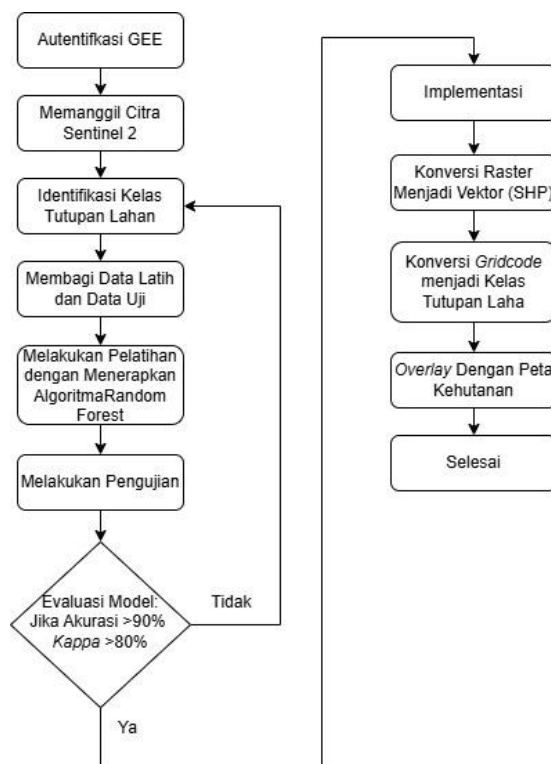 Autentifkasi GEE
Memanggil Citra
Sentinel 2
Identifikasi Kelas
Tutupan Lahan
Membagi Data Latih
dan Data Uji
Melakukan Pelatihan
dengan Menerapkan
AlgoritmaRandom
Forest
Melakukan Pengujian
Evaluasi Model:
Jika Akurasi >90%
Kappa >80%
Tidak
Ya
Implementasi
Konversi Raster
Menjadi Vektor (SHP)
Konversi Gridcode
menjadi Kelas
Tutupan Laha
Overlay Dengan Peta
Kehutanan
Selesai